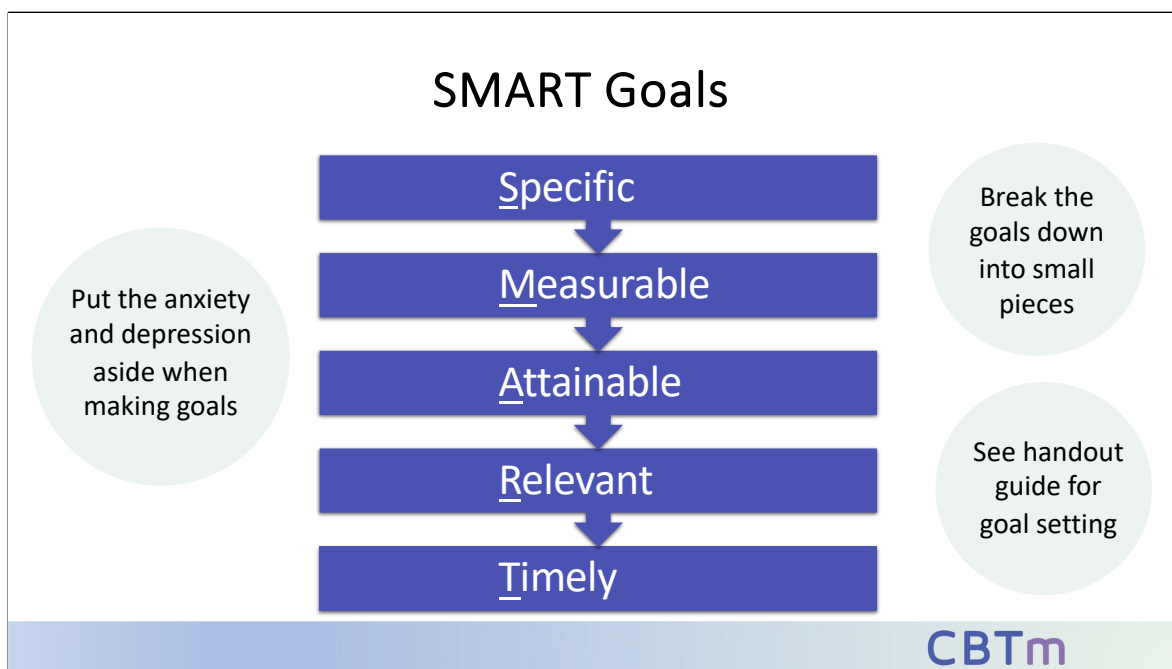 SMART Goals
Specific
Measurable
Attainable
Relevant
Timely
Put the anxiety
and depression
aside when
making goals
Break the
goals down
into small
pieces
See handout
guide for
goal setting
CBTm